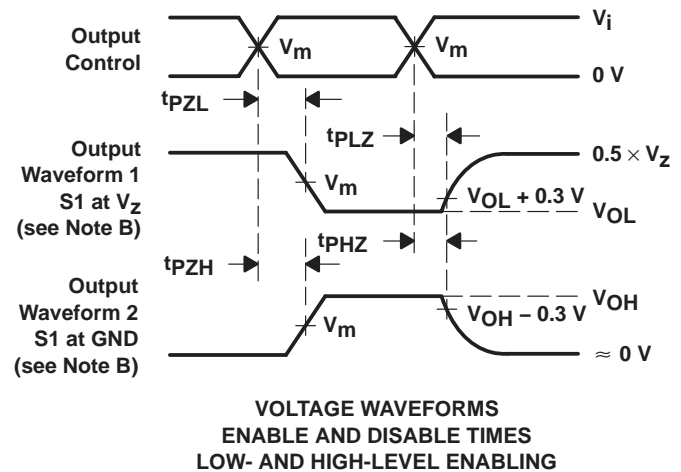 Output
Control
Vm
Vm
Vi
0 V
tPZL
tPLZ
Output
Waveform 1
S1 at VZ
(see Note B)
Vm
0.5 × VZ
VOL + 0.3 V
VOL
tPZH
tPHZ
Output
Waveform 2
S1 at GND
(see Note B)
Vm
VOH
VOH − 0.3 V
≈ 0 V
VOLTAGE WAVEFORMS
ENABLE AND DISABLE TIMES
LOW- AND HIGH-LEVEL ENABLING